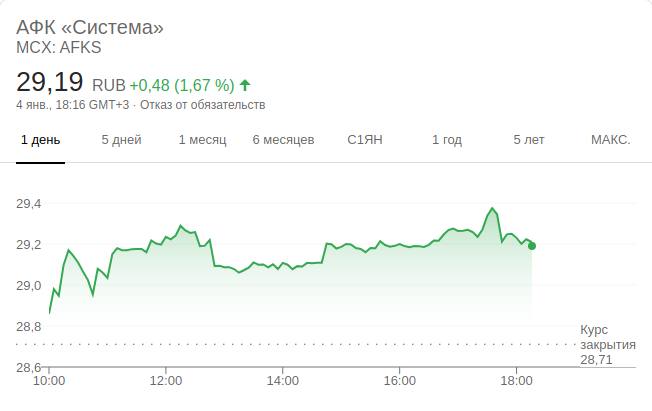 АФК «Система»
MCX: AFKS
29,19 RUB +0,48 (1,67 %)
4 янв., 18:16 GMT+3 · Отказ от обязательств
1 день 5 дней 1 месяц 6 месяцев С1ЯН 1 год 5 лет МАКС.
29,4
29,2
29,0
28,8
Курс
закрытия
28,71
28,6
10:00 12:00 14:00 16:00 18:00